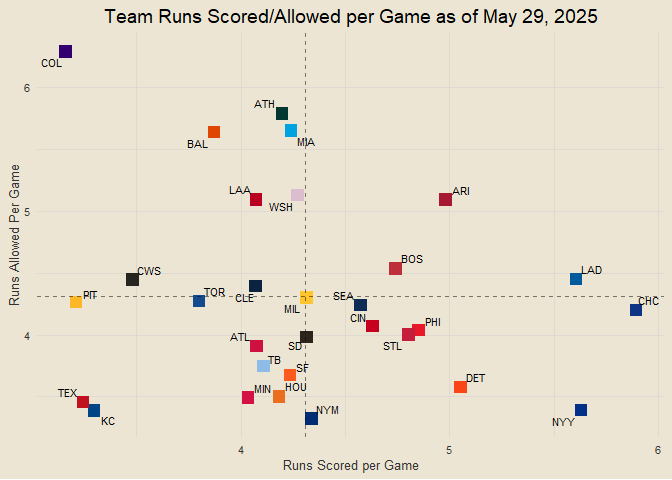 Team Runs Scored/Allowed per Game as of May 29, 2025
COL
6
ATH
BAL
MIA
LAA
ARI
WSH
5
BOS
CWS
LAD
PIT
TOR
CLE
SEA
CHC
MIL
CIN
PHI
4
ATL
SD
STL
TB
SF
DET
TEX
MIN
HOU
KC
NYM
NYY
4
5
6
Runs Allowed Per Game
Runs Scored per Game